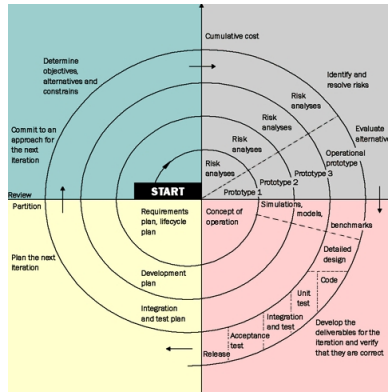 Cumulative cost
Determine
objectives,
alternatives and
constrains
Identify and
resolve risks
Risk
analyses
Risk
analyses
Risk
analyses
Risk
analyses
Commit to an
approach for
the next
iteration
Evaluate
alternative
Operational
prototype
Prototype 3
Prototype 2
Prototype 1
START
Review
Partition
Requirements
plan, lifecycle
plan
Concept of
operation
Simulations,
models,
benchmarks
Plan the next
iteration
Development
plan
Integration
and test plan
Detailed
design
Code
Unit
test
Integration
and test
Acceptance
test
Release
Develop the
deliverables for the
iteration and verify
that they are correct